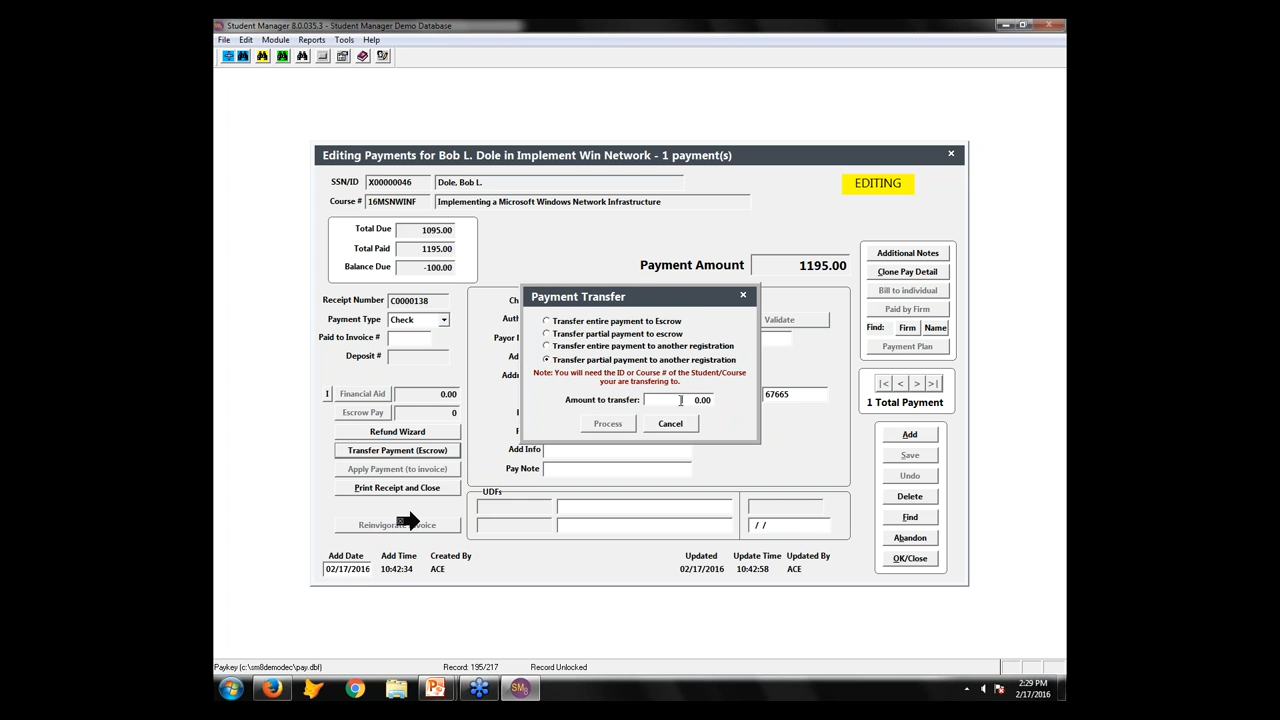 Student Manager 8.0.035.3 - Student Manager Demo Database
File Edit Module Reports Tools Help
Editing Payments for Bob L. Dole in Implement Win Network - 1 payment(s)
SSN/ID X00000046 Dole, Bob L.
EDITING
Course # 16MSNWINF Implementing a Microsoft Windows Network Infrastructure
Total Due 1095.00
Total Paid 1195.00
Balance Due -100.00
Payment Amount 1195.00
Additional Notes
Clone Pay Detail
Bill to individual
Paid by Firm
Find: Firm Name
Payment Plan
Receipt Number C0000138
Payment Type Check
Paid to Invoice #
Deposit #
Validate
67665
Payment Transfer
Transfer entire payment to Escrow
Transfer partial payment to escrow
Transfer entire payment to another registration
Transfer partial payment to another registration
Note: You will need the ID or Course # of the Student/Course
your are transfering to.
Amount to transfer: 0.00
Process Cancel
|< < > >|
1 Total Payment
I Financial Aid 0.00
Escrow Pay 0
Refund Wizard
Transfer Payment (Escrow)
Apply Payment (to invoice)
Print Receipt and Close
Add Info
Pay Note
UDFs
/ /
Add
Save
Undo
Delete
Find
Abandon
OK/Close
Add Date Add Time Created By Updated Update Time Updated By
02/17/2016 10:42:34 ACE 02/17/2016 10:42:58 ACE
Paykey (c:\sm8demodec\pay.dbf) Record: 195/217 Record Unlocked
SM8
2:29 PM
2/17/2016